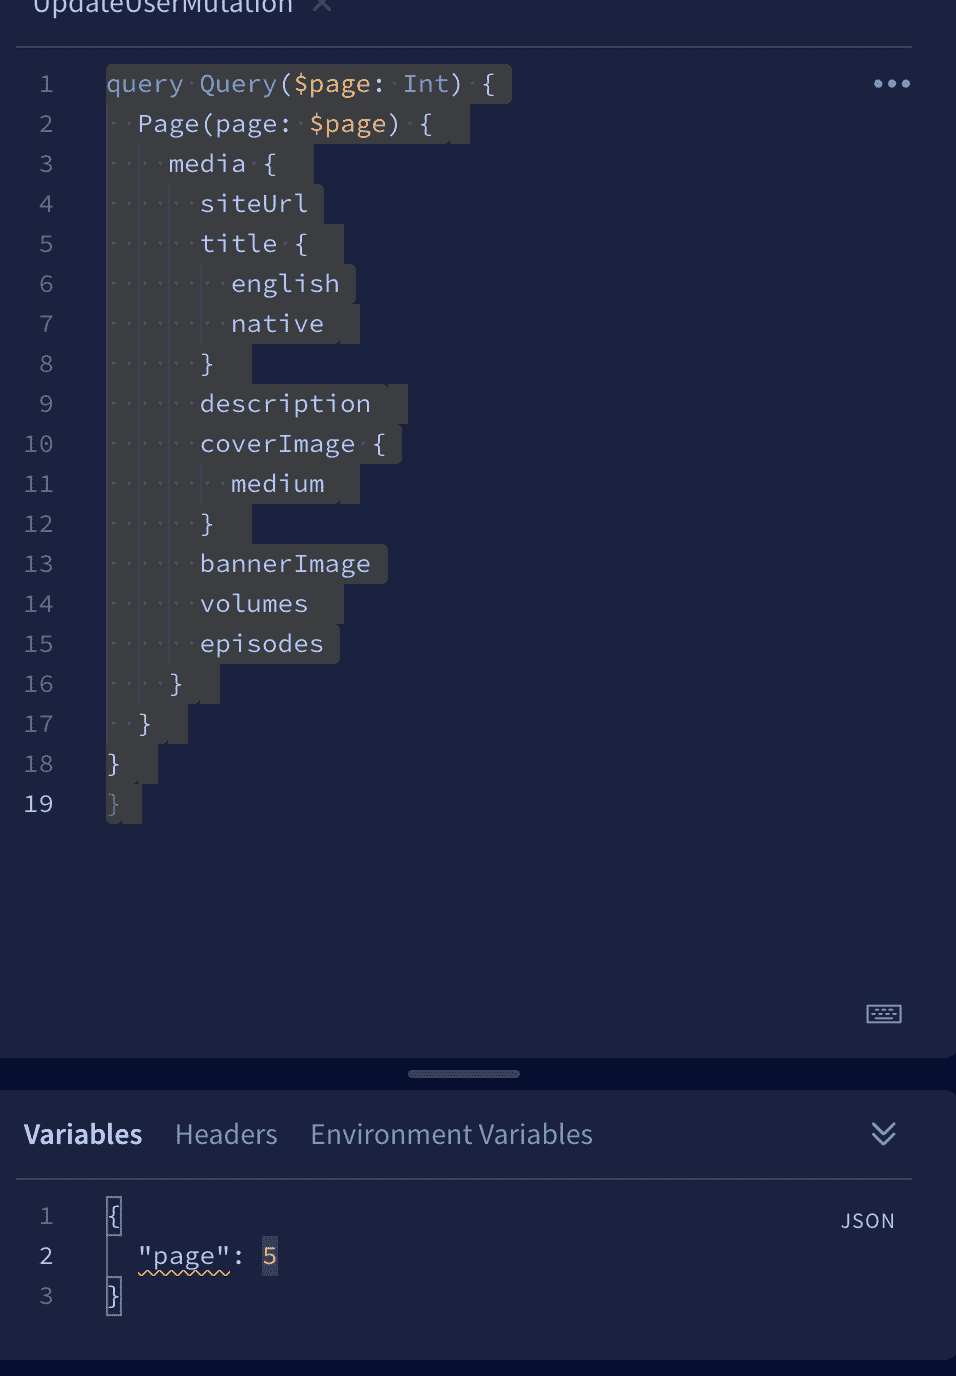 UpdateUserMutation
1 query Query($page: Int) {
2   Page(page: $page) {
3     media {
4       siteUrl
5       title {
6         english
7         native
8       }
9       description
10       coverImage {
11         medium
12       }
13       bannerImage
14       volumes
15       episodes
16     }
17   }
18 }
19 }
Variables Headers Environment Variables
1 {
JSON
2   "page": 5
3 }